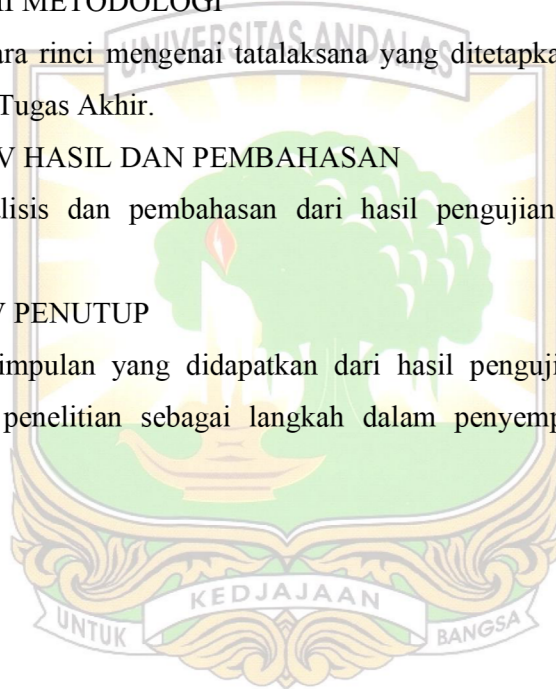 METODOLOGI
ara rinci mengenai tatalaksana yang ditetapka
Tugas Akhir.
V HASIL DAN PEMBAHASAN
lisis dan pembahasan dari hasil pengujian
V PENUTUP
impulan yang didapatkan dari hasil penguji
penelitian sebagai langkah dalam penyemp
UNIVERSITAS ANDALAS
UNTUK KEDJAJAAN BANGSA